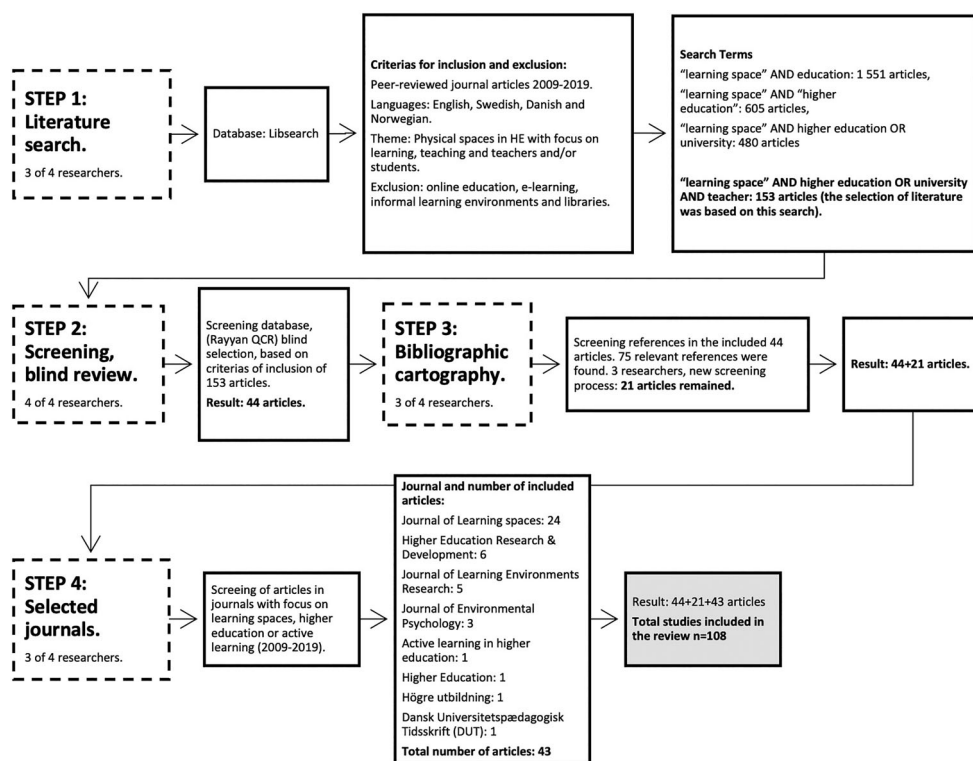 STEP 1:
Literature
search.
3 of 4 researchers.
Database: Libsearch
Criterias for inclusion and exclusion:
Peer-reviewed journal articles 2009-2019.
Languages: English, Swedish, Danish and
Norwegian.
Theme: Physical spaces in HE with focus on
learning, teaching and teachers and/or
students.
Exclusion: online education, e-learning,
informal learning environments and libraries.
Search Terms
“learning space” AND education: 1 551 articles,
“learning space” AND “higher
education”: 605 articles,
“learning space” AND higher education OR
university: 480 articles
“learning space” AND higher education OR university
AND teacher: 153 articles (the selection of literature
was based on this search).
STEP 2:
Screening,
blind review.
4 of 4 researchers.
Screening database,
(Rayyan QCR) blind
selection, based on
criterias of inclusion of
153 articles.
Result: 44 articles.
STEP 3:
Bibliographic
cartography.
3 of 4 researchers.
Screening references in the included 44
articles. 75 relevant references were
found. 3 researchers, new screening
process: 21 articles remained.
Result: 44+21 articles.
STEP 4:
Selected
journals.
3 of 4 researchers.
Screeing of articles in
journals with focus on
learning spaces, higher
education or active
learning (2009-2019).
Journal and number of included
articles:
Journal of Learning spaces: 24
Higher Education Research &
Development: 6
Journal of Learning Environments
Research: 5
Journal of Environmental
Psychology: 3
Active learning in higher
education: 1
Higher Education: 1
Högre utbildning: 1
Dansk Universitetspædagogisk
Tidsskrift (DUT): 1
Total number of articles: 43
Result: 44+21+43 articles
Total studies included in
the review n=108